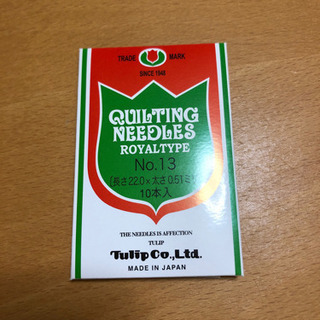 TRADE MARK
SINCE 1948
QUILTING
NEEDLES
ROYALTYPE
No.13
(長さ22.0×太さ0.51ミリ)
10本入
THE NEEDLES IS AFFECTION
TULIP
Tulip Co.,Ltd.
MADE IN JAPAN